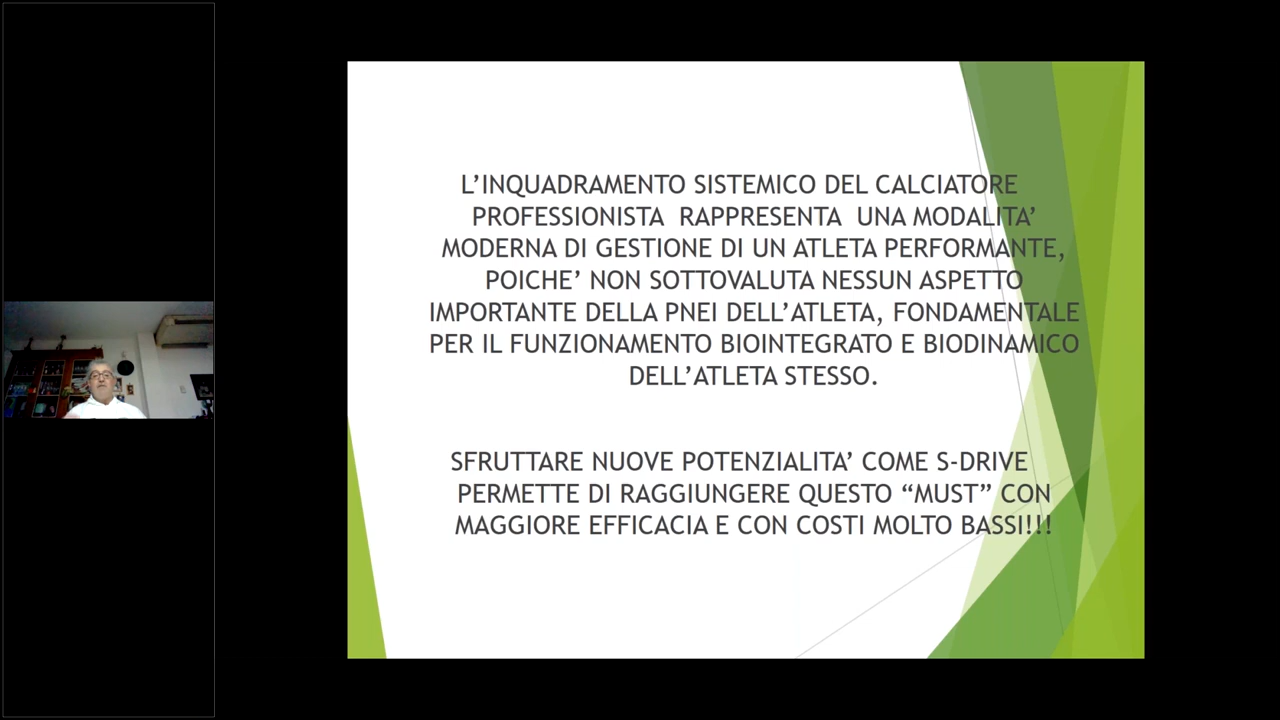 L’INQUADRAMENTO SISTEMICO DEL CALCIATORE
PROFESSIONISTA RAPPRESENTA UNA MODALITA’
MODERNA DI GESTIONE DI UN ATLETA PERFORMANTE,
POICHE’ NON SOTTOVALUTA NESSUN ASPETTO
IMPORTANTE DELLA PNEI DELL’ATLETA, FONDAMENTALE
PER IL FUNZIONAMENTO BIOINTEGRATO E BIODINAMICO
DELL’ATLETA STESSO.
SFRUTTARE NUOVE POTENZIALITA’ COME S-DRIVE
PERMETTE DI RAGGIUNGERE QUESTO “MUST” CON
MAGGIORE EFFICACIA E CON COSTI MOLTO BASSI!!!